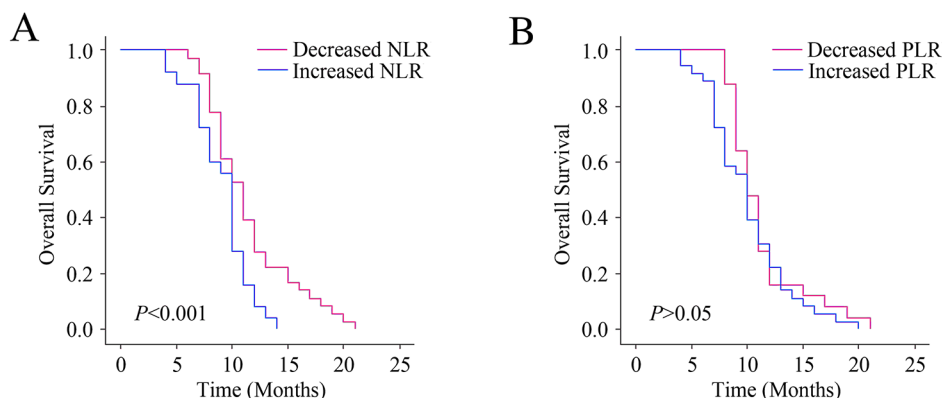 A
Decreased NLR
Increased NLR
1.0
0.8
0.6
0.4
0.2
0.0
Overall Survival
P<0.001
0 5 10 15 20 25
Time (Months)
B
Decreased PLR
Increased PLR
1.0
0.8
0.6
0.4
0.2
0.0
Overall Survival
P>0.05
0 5 10 15 20 25
Time (Months)